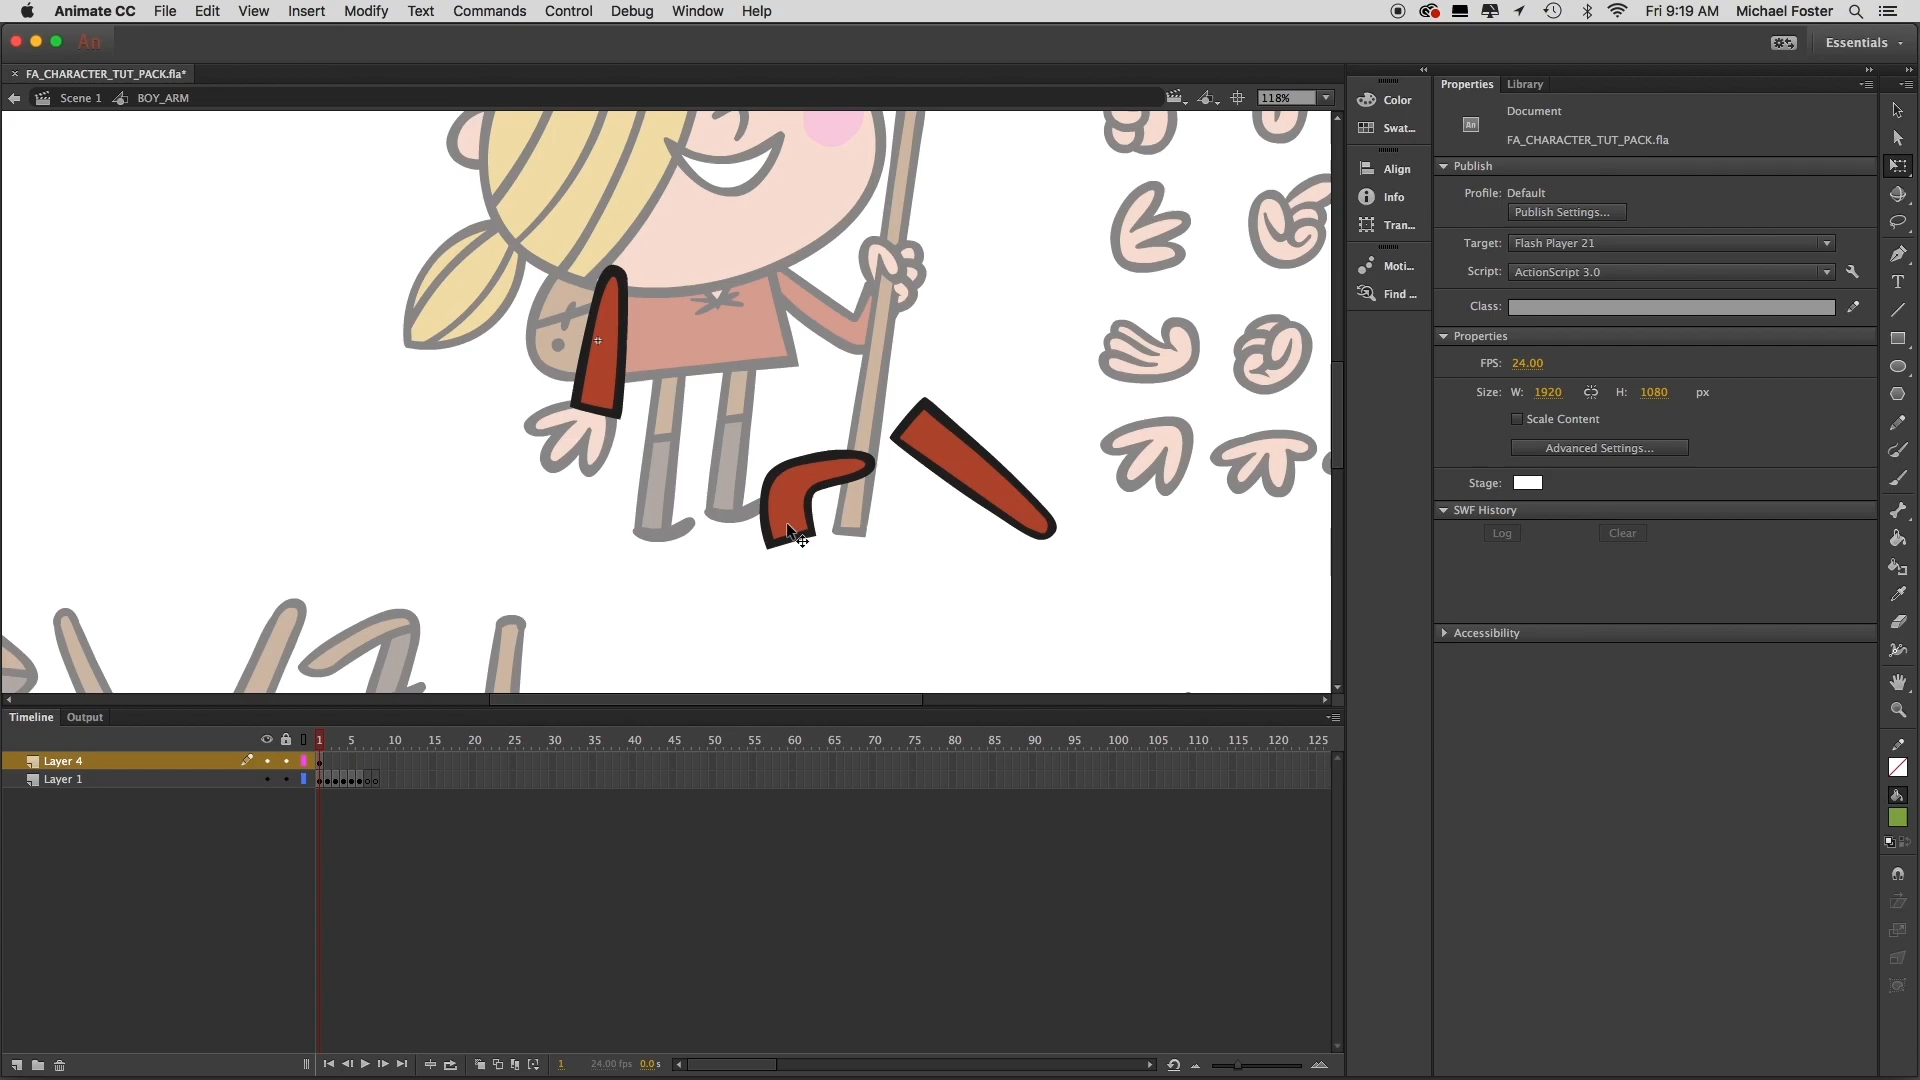 Animate CC File Edit View Insert Modify Text Commands Control Debug Window Help Fri 9:19 AM Michael Foster
An Essentials
× FA_CHARACTER_TUT_PACK.fla*
Scene 1 BOY_ARM 118%
Color
Swat...
Align
Info
Tran...
Moti...
Find ...
Properties Library
Document
An
FA_CHARACTER_TUT_PACK.fla
Publish
Profile: Default
Publish Settings...
Target: Flash Player 21
Script: ActionScript 3.0
Class:
Properties
FPS: 24.00
Size: W: 1920 H: 1080 px
Scale Content
Advanced Settings...
Stage:
SWF History
Log Clear
Accessibility
T
Timeline Output
1 5 10 15 20 25 30 35 40 45 50 55 60 65 70 75 80 85 90 95 100 105 110 115 120 125
Layer 4
Layer 1
1 24.00 fps 0.0 s